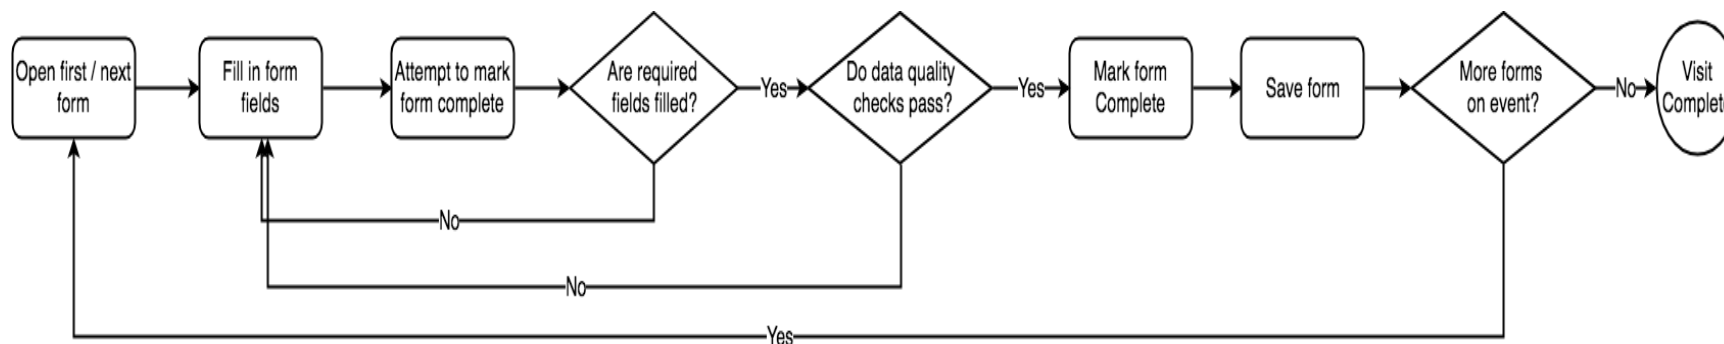 Open first / next
form
Fill in form
fields
Attempt to mark
form complete
Are required
fields filled?
Yes
Do data quality
checks pass?
Yes
Mark form
Complete
Save form
More forms
on event?
No
Visit
Complete
No
No
Yes